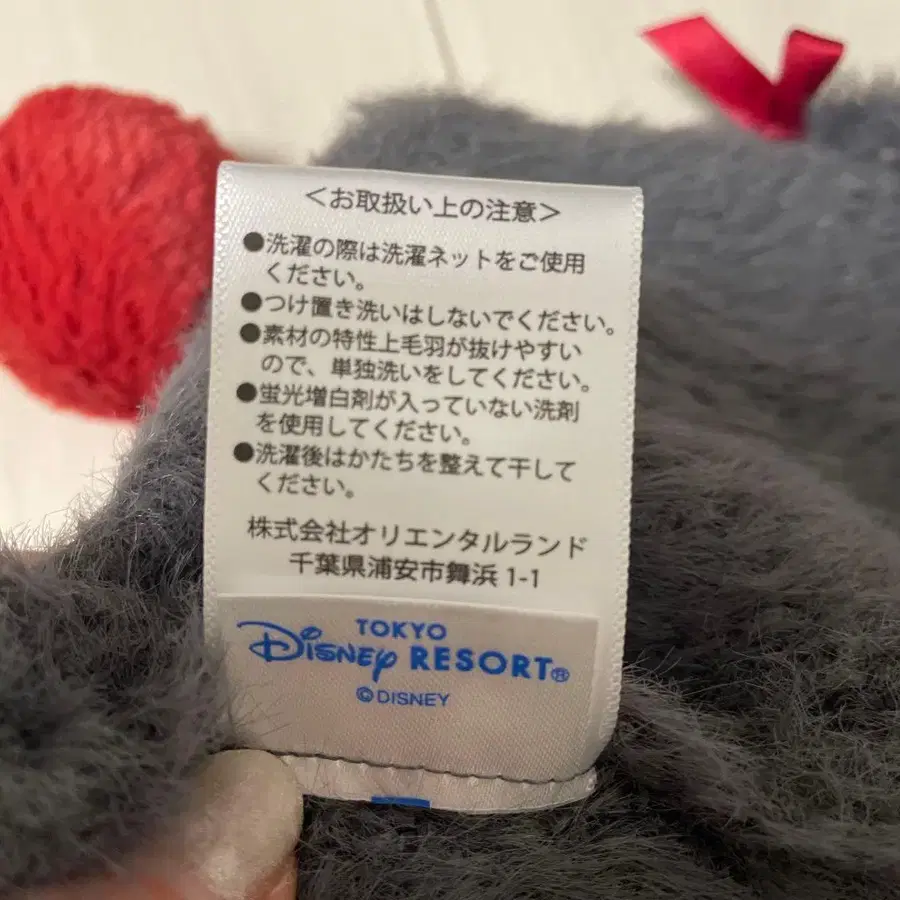 ＜お取扱い上の注意＞
●洗濯の際は洗濯ネットをご使用
ください。
●つけ置き洗いはしないでください。
●素材の特性上毛羽が抜けやすい
ので、単独洗いをしてください。
●蛍光増白剤が入っていない洗剤
を使用してください。
●洗濯後はかたちを整えて干して
ください。
株式会社オリエンタルランド
千葉県浦安市舞浜 1-1
TOKYO
Disney RESORT®
©DISNEY